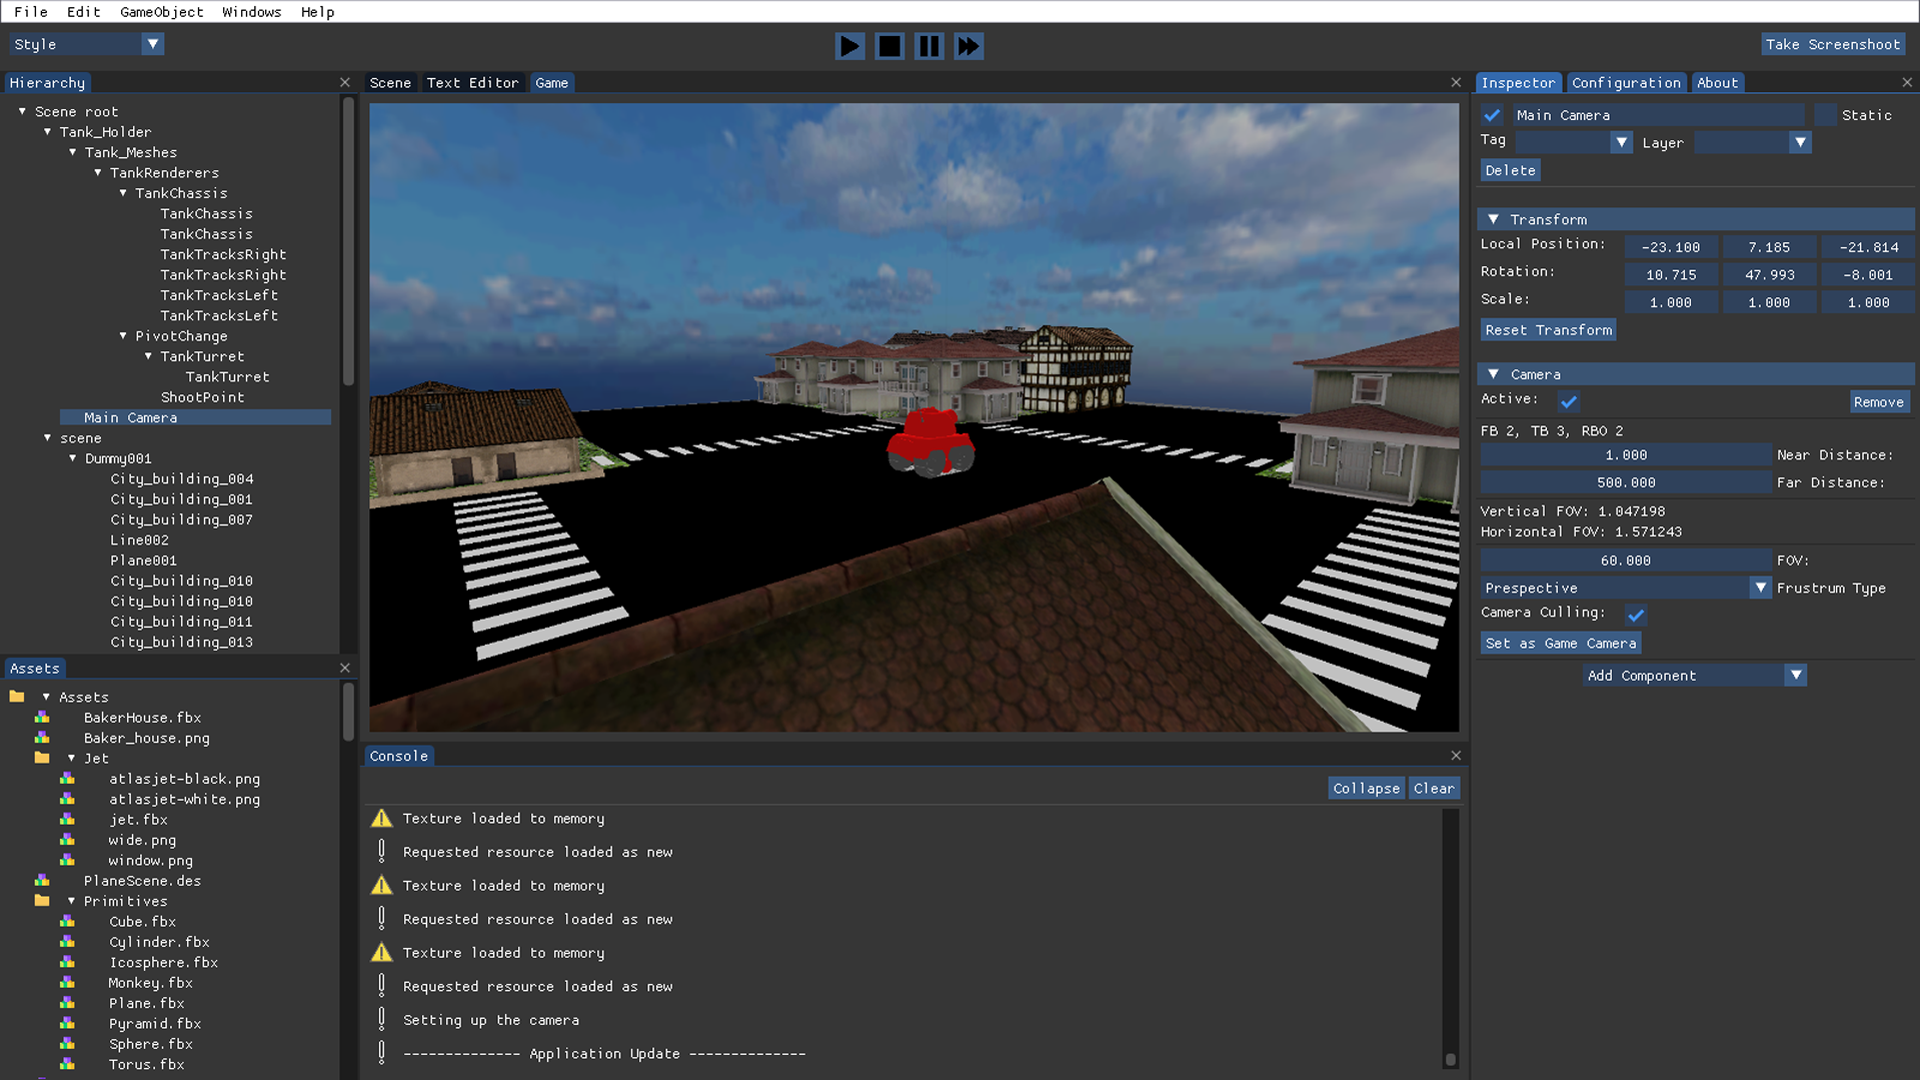 File Edit GameObject Windows Help
Style
Take Screenshoot
Hierarchy
Scene root
Tank_Holder
Tank_Meshes
TankRenderers
TankChassis
TankChassis
TankChassis
TankTracksRight
TankTracksRight
TankTracksLeft
TankTracksLeft
PivotChange
TankTurret
TankTurret
ShootPoint
Main Camera
scene
Dummy001
City_building_004
City_building_001
City_building_007
Line002
Plane001
City_building_010
City_building_010
City_building_011
City_building_013
Assets
Assets
BakerHouse.fbx
Baker_house.png
Jet
atlasjet-black.png
atlasjet-white.png
jet.fbx
wide.png
window.png
PlaneScene.des
Primitives
Cube.fbx
Cylinder.fbx
Icosphere.fbx
Monkey.fbx
Plane.fbx
Pyramid.fbx
Sphere.fbx
Torus.fbx
Scene Text Editor Game
Console
Collapse Clear
Texture loaded to memory
Requested resource loaded as new
Texture loaded to memory
Requested resource loaded as new
Texture loaded to memory
Requested resource loaded as new
Setting up the camera
-------------- Application Update --------------
Inspector Configuration About
Main Camera Static
Tag Layer
Delete
Transform
Local Position: -23.100 7.185 -21.814
Rotation: 10.715 47.993 -8.001
Scale: 1.000 1.000 1.000
Reset Transform
Camera
Active: Remove
FB 2, TB 3, RBO 2
1.000 Near Distance:
500.000 Far Distance:
Vertical FOV: 1.047198
Horizontal FOV: 1.571243
60.000 FOV:
Prespective Frustrum Type
Camera Culling:
Set as Game Camera
Add Component